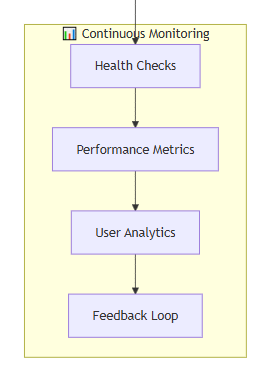 📊 Continuous Monitoring
Health Checks
Performance Metrics
User Analytics
Feedback Loop